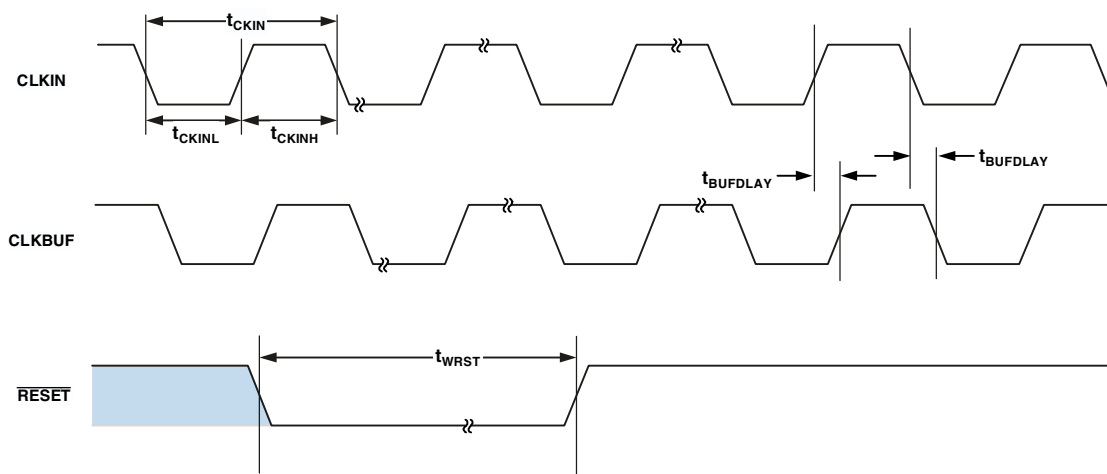 tCKIN
CLKIN
tCKINL
tCKINH
tBUFDLAY
tBUFDLAY
CLKBUF
tWRST
RESET